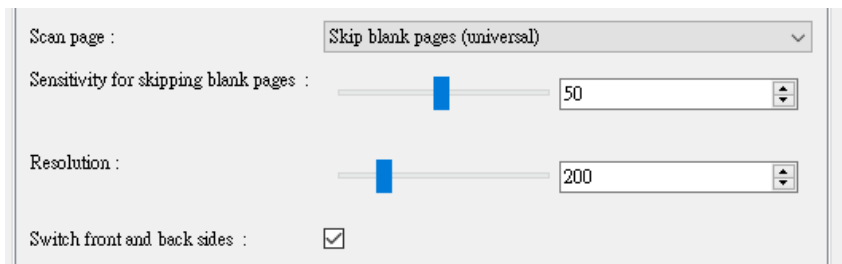 Scan page : Skip blank pages (universal)
Sensitivity for skipping blank pages : 50
Resolution : 200
Switch front and back sides :